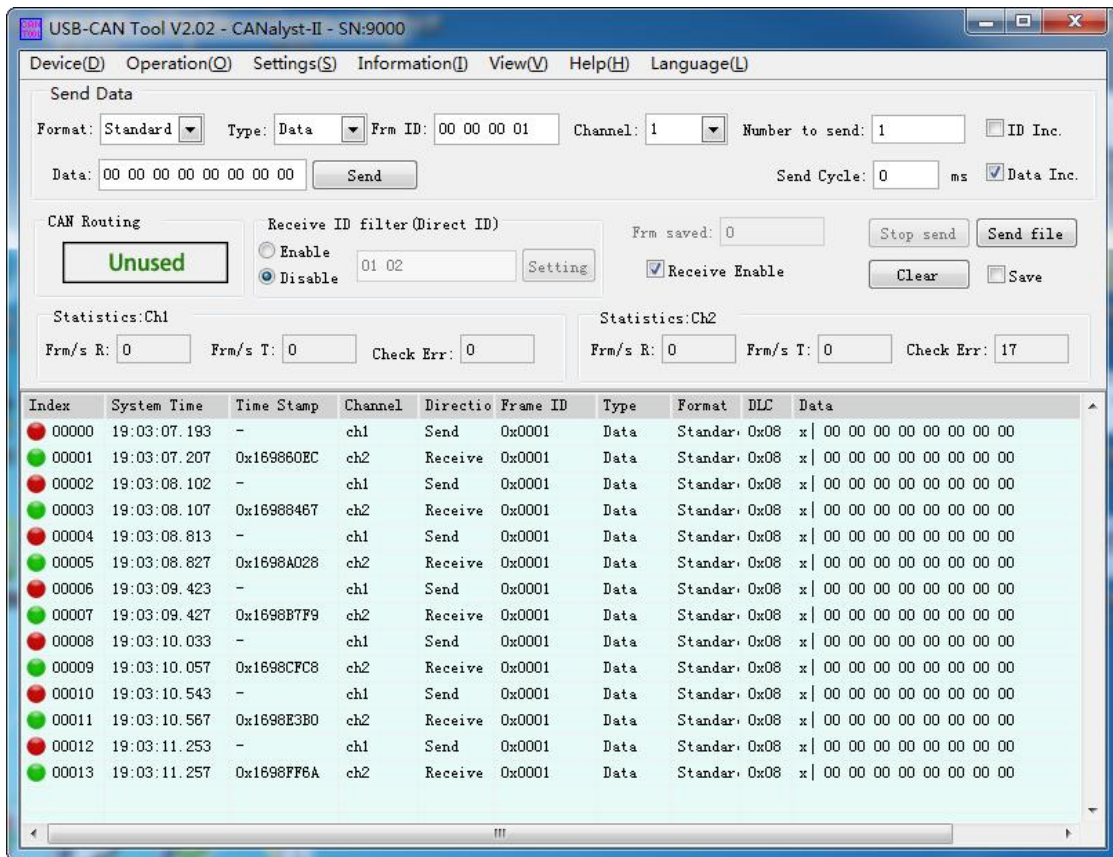 CAN TOOL USB-CAN Tool V2.02 - CANalyst-II - SN:9000
Device(D) Operation(O) Settings(S) Information(I) View(V) Help(H) Language(L)
Send Data
Format: Standard Type: Data Frm ID: 00 00 00 01 Channel: 1 Number to send: 1 ID Inc.
Data: 00 00 00 00 00 00 00 00 Send Send Cycle: 0 ms Data Inc.
CAN Routing Receive ID filter(Direct ID)
Unused Enable Disable 01 02 Setting
Frm saved: 0 Stop send Send file
Receive Enable Clear Save
Statistics:Ch1 Statistics:Ch2
Frm/s R: 0 Frm/s T: 0 Check Err: 0 Frm/s R: 0 Frm/s T: 0 Check Err: 17
Index System Time Time Stamp Channel Directio Frame ID Type Format DLC Data
00000 19:03:07.193 - ch1 Send 0x0001 Data Standar 0x08 x| 00 00 00 00 00 00 00 00
00001 19:03:07.207 0x169860EC ch2 Receive 0x0001 Data Standar 0x08 x| 00 00 00 00 00 00 00 00
00002 19:03:08.102 - ch1 Send 0x0001 Data Standar 0x08 x| 00 00 00 00 00 00 00 00
00003 19:03:08.107 0x16988467 ch2 Receive 0x0001 Data Standar 0x08 x| 00 00 00 00 00 00 00 00
00004 19:03:08.813 - ch1 Send 0x0001 Data Standar 0x08 x| 00 00 00 00 00 00 00 00
00005 19:03:08.827 0x1698A028 ch2 Receive 0x0001 Data Standar 0x08 x| 00 00 00 00 00 00 00 00
00006 19:03:09.423 - ch1 Send 0x0001 Data Standar 0x08 x| 00 00 00 00 00 00 00 00
00007 19:03:09.427 0x1698B7F9 ch2 Receive 0x0001 Data Standar 0x08 x| 00 00 00 00 00 00 00 00
00008 19:03:10.033 - ch1 Send 0x0001 Data Standar 0x08 x| 00 00 00 00 00 00 00 00
00009 19:03:10.057 0x1698CFC8 ch2 Receive 0x0001 Data Standar 0x08 x| 00 00 00 00 00 00 00 00
00010 19:03:10.543 - ch1 Send 0x0001 Data Standar 0x08 x| 00 00 00 00 00 00 00 00
00011 19:03:10.567 0x1698E3B0 ch2 Receive 0x0001 Data Standar 0x08 x| 00 00 00 00 00 00 00 00
00012 19:03:11.253 - ch1 Send 0x0001 Data Standar 0x08 x| 00 00 00 00 00 00 00 00
00013 19:03:11.257 0x1698FF6A ch2 Receive 0x0001 Data Standar 0x08 x| 00 00 00 00 00 00 00 00